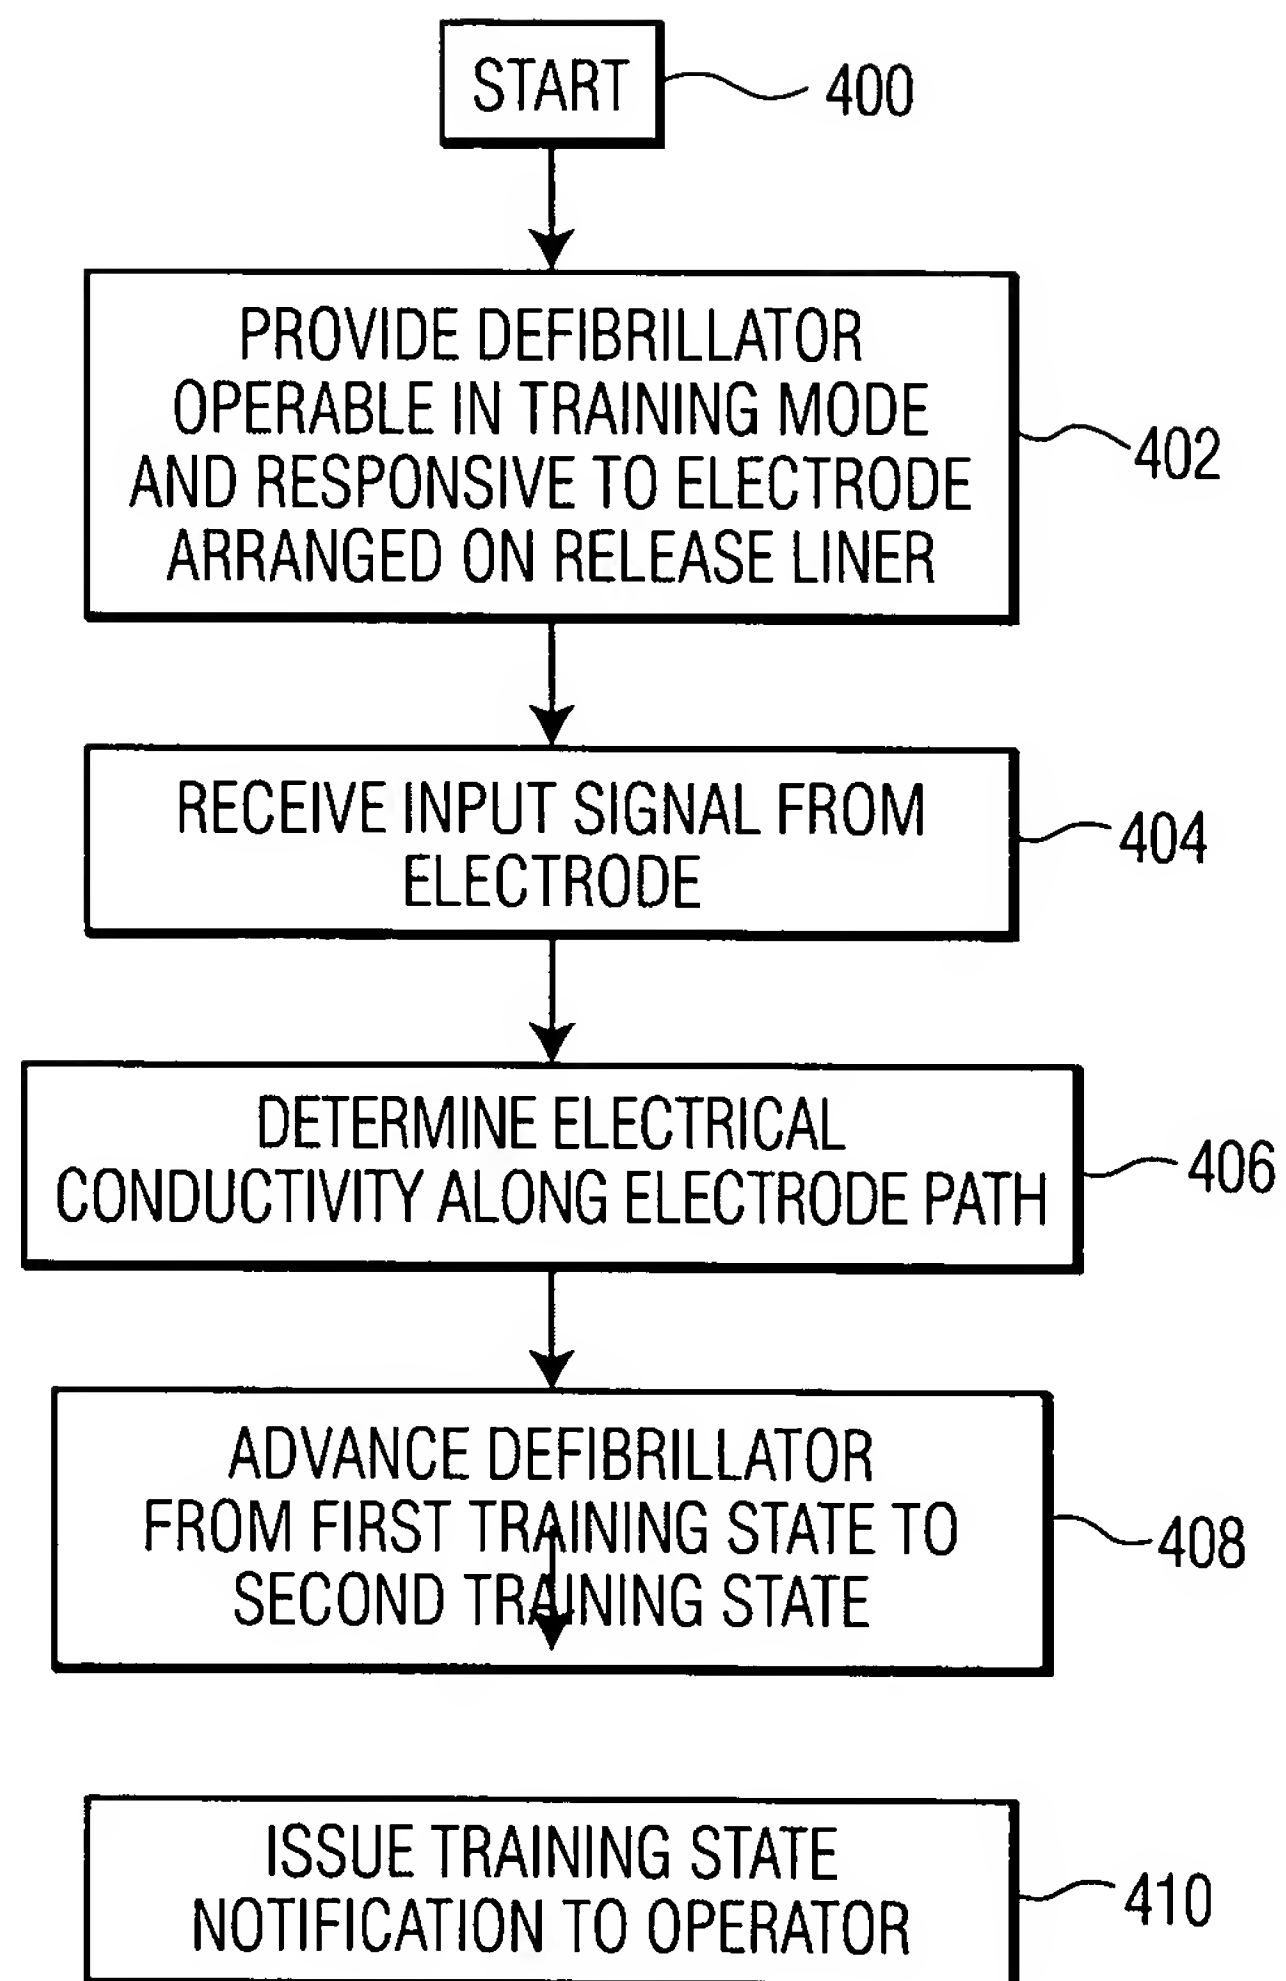 START
400
PROVIDE DEFIBRILLATOR
OPERABLE IN TRAINING MODE
AND RESPONSIVE TO ELECTRODE
ARRANGED ON RELEASE LINER
402
RECEIVE INPUT SIGNAL FROM
ELECTRODE
404
DETERMINE ELECTRICAL
CONDUCTIVITY ALONG ELECTRODE PATH
406
ADVANCE DEFIBRILLATOR
FROM FIRST TRAINING STATE TO
SECOND TRAINING STATE
408
ISSUE TRAINING STATE
NOTIFICATION TO OPERATOR
410